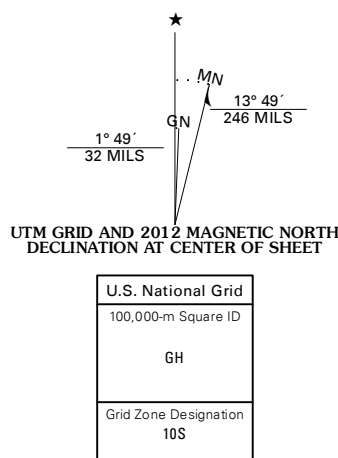 ★
MN
GN
13° 49´
246 MILS
1° 49´
32 MILS
UTM GRID AND 2012 MAGNETIC NORTH
DECLINATION AT CENTER OF SHEET
U.S. National Grid
100,000-m Square ID
GH
Grid Zone Designation
10S